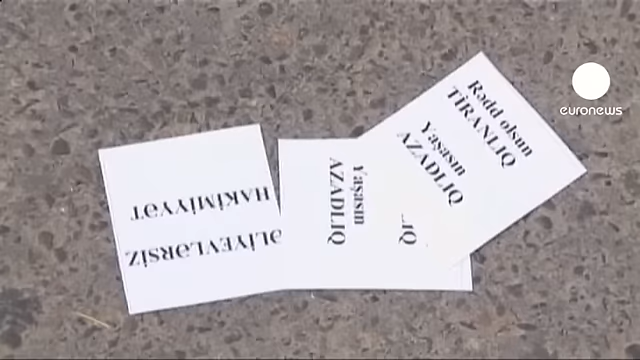 ƏLİYEVLƏRSİZ
HAKİMİYYƏT
Yaşasın
AZADLIQ
Rədd olsun
TİRANLIQ
Yaşasın
AZADLIQ
euronews